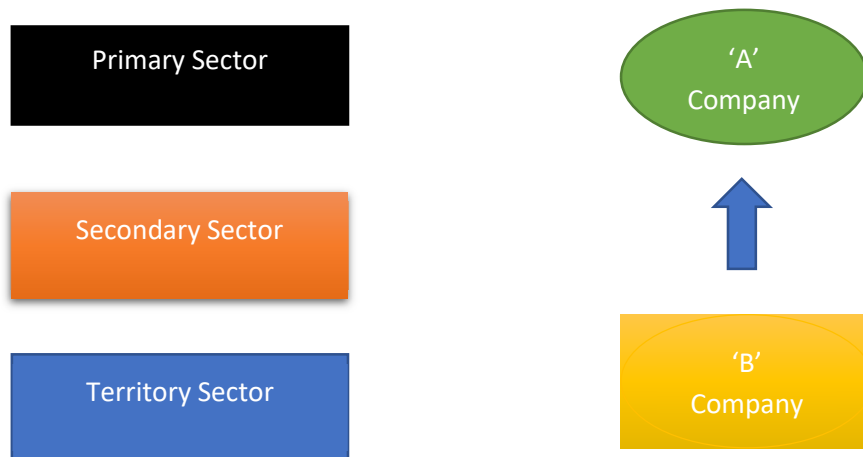 Primary Sector
‘A’
Company
Secondary Sector
Territory Sector
‘B’
Company